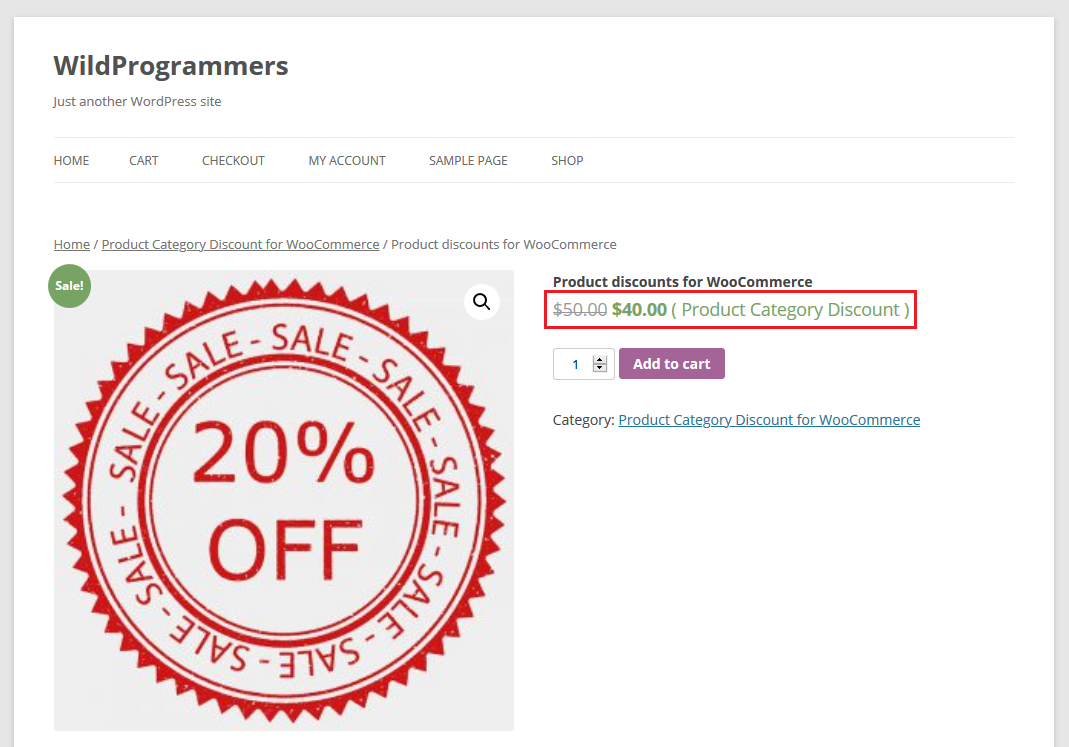 WildProgrammers
Just another WordPress site
HOME CART CHECKOUT MY ACCOUNT SAMPLE PAGE SHOP
Home / Product Category Discount for WooCommerce / Product discounts for WooCommerce
Sale!
SALE - SALE - SALE - SALE - SALE - SALE - SALE - SALE - SALE - SALE -
20%
OFF
Product discounts for WooCommerce
$50.00 $40.00 ( Product Category Discount )
1 Add to cart
Category: Product Category Discount for WooCommerce